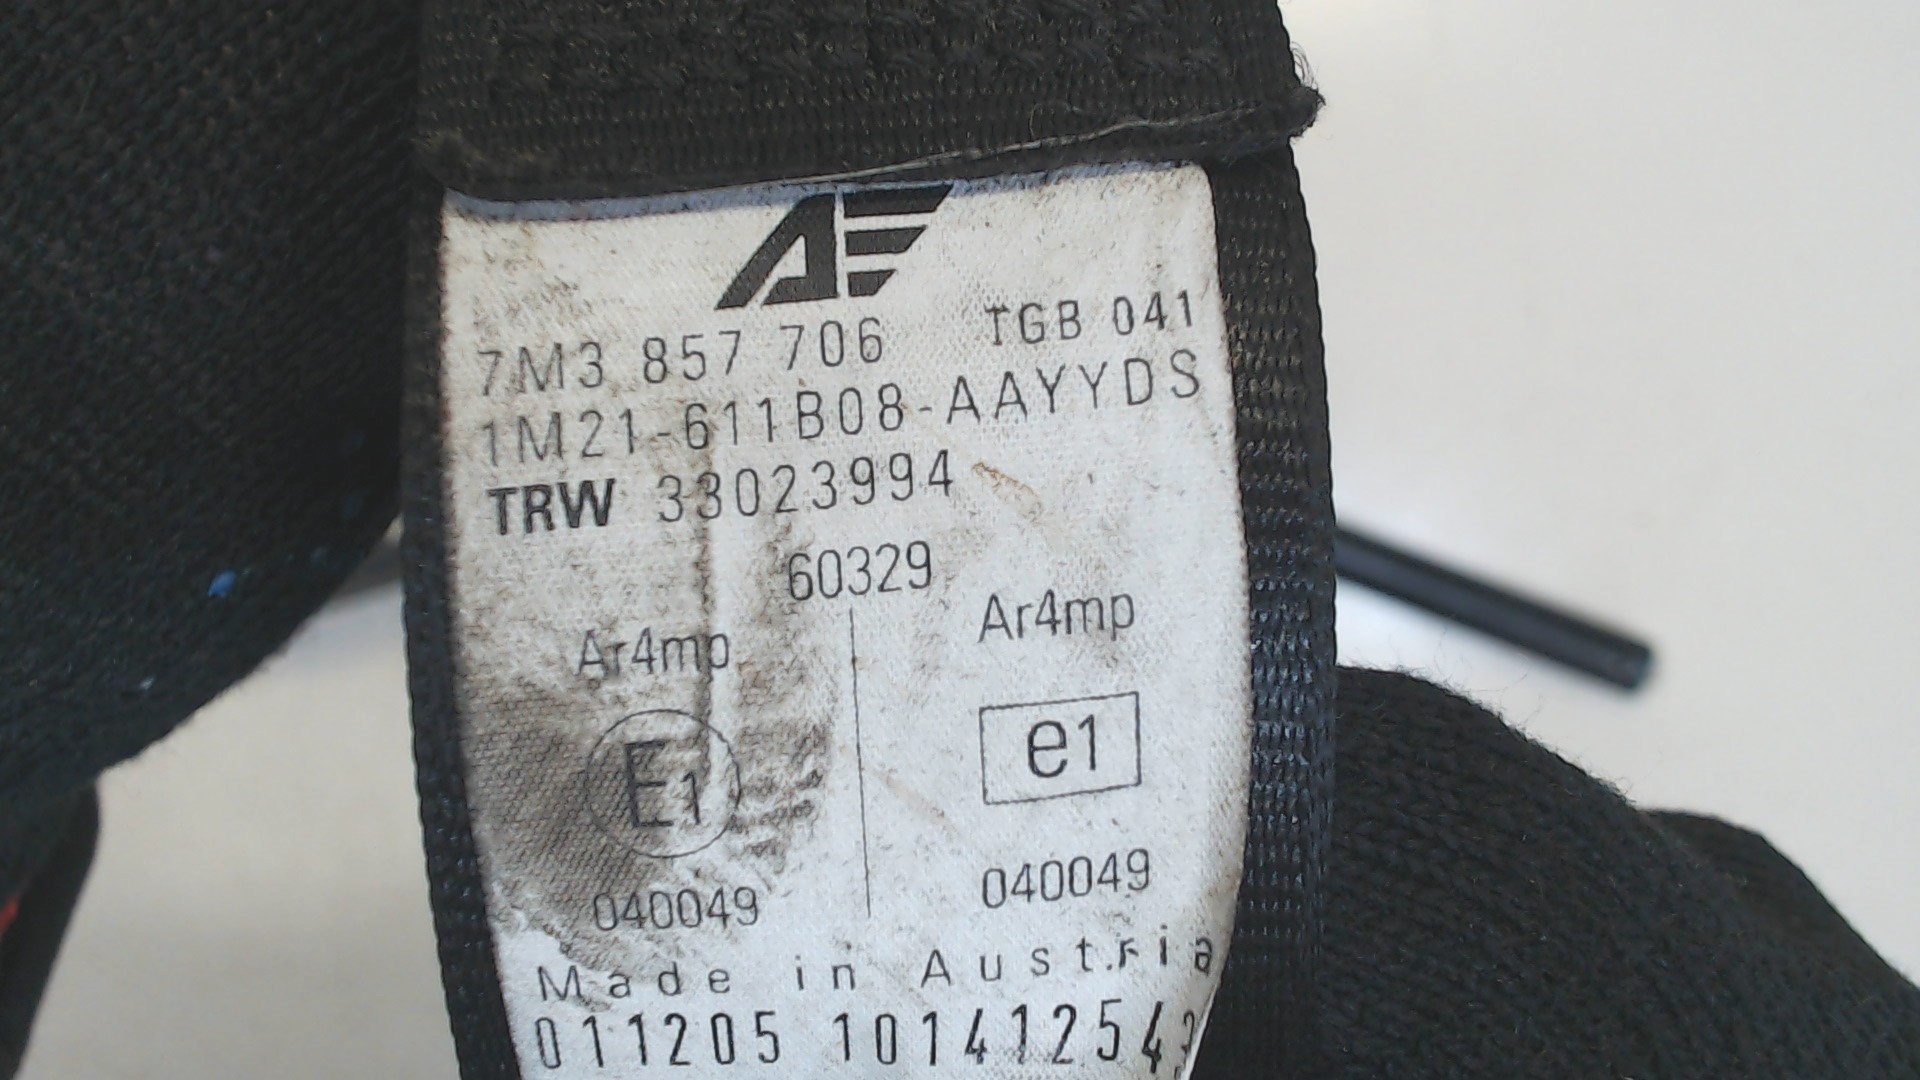 AE
7M3 857 706 TGB 041
1M21-611B08-AAYYDS
TRW 33023994
60329
Ar4mp Ar4mp
E1 e1
040049 040049
Made in Austria
011205 10141254